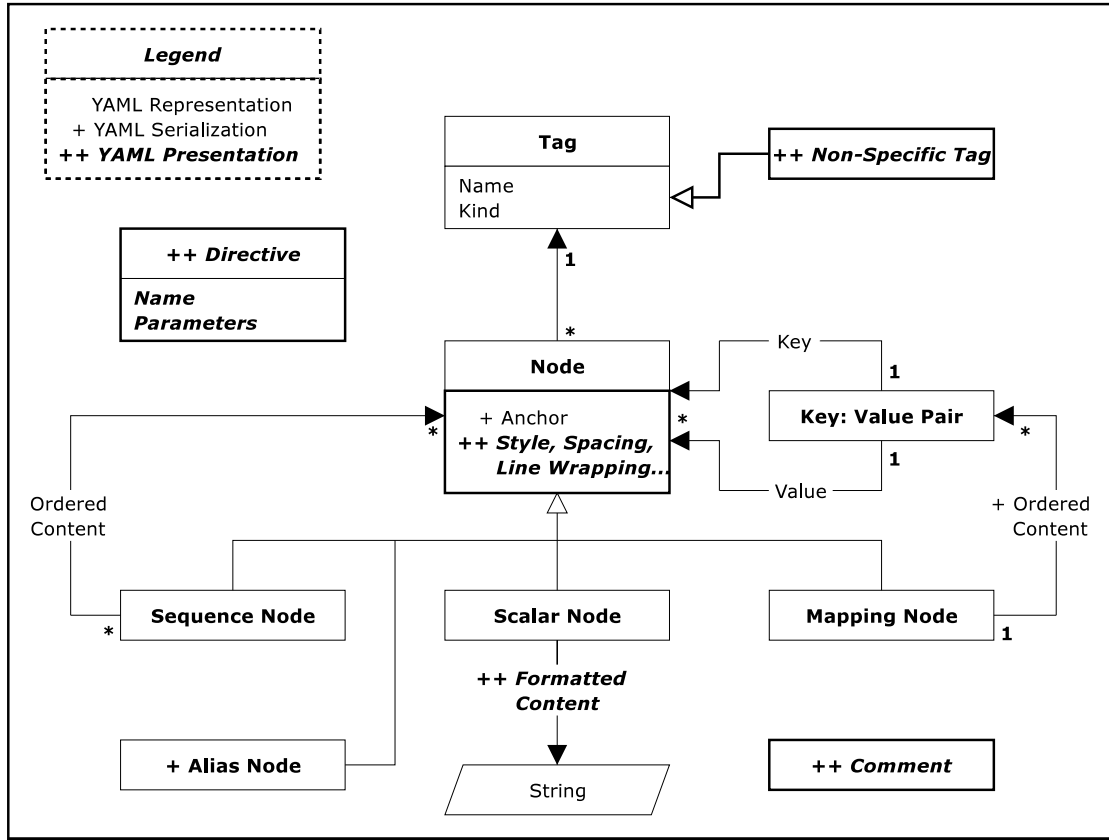 Legend
YAML Representation
+ YAML Serialization
++ YAML Presentation
Tag
Name
Kind
++ Non-Specific Tag
++ Directive
Name
Parameters
1
*
Node
+ Anchor
++ Style, Spacing,
Line Wrapping...
Key
1
Key: Value Pair
*
1
Value
*
*
Ordered
Content
+ Ordered
Content
Sequence Node
*
Scalar Node
Mapping Node
1
++ Formatted
Content
+ Alias Node
String
++ Comment